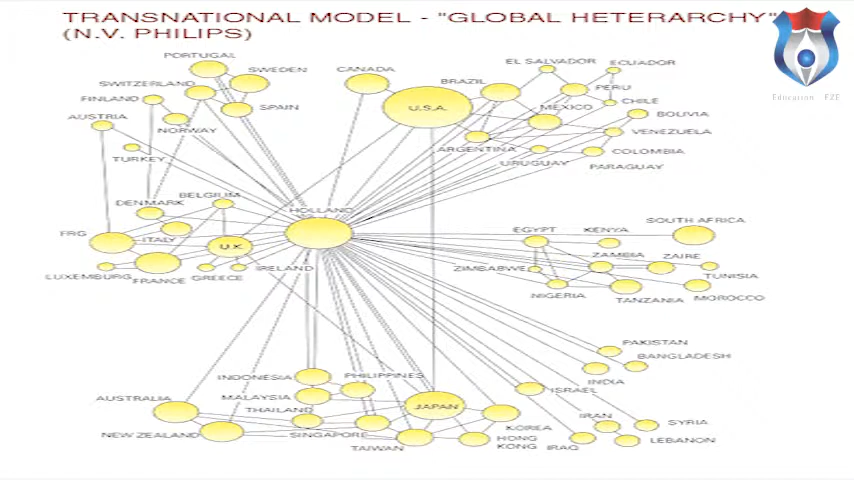 TRANSNATIONAL MODEL - "GLOBAL HETERARCHY"
(N.V. PHILIPS)
Education FZE
PORTUGAL
SWEDEN
SWITZERLAND
FINLAND
SPAIN
AUSTRIA
NORWAY
TURKEY
CANADA
U.S.A.
BRAZIL
EL SALVADOR
ECUADOR
PERU
CHILE
MEXICO
BOLIVIA
VENEZUELA
ARGENTINA
COLOMBIA
URUGUAY
PARAGUAY
DENMARK
BELGIUM
HOLLAND
FRG
ITALY
U.K.
LUXEMBURG
FRANCE
GREECE
IRELAND
SOUTH AFRICA
EGYPT
KENYA
ZAMBIA
ZAIRE
ZIMBABWE
TUNISIA
NIGERIA
TANZANIA
MOROCCO
PAKISTAN
BANGLADESH
INDIA
ISRAEL
INDONESIA
PHILIPPINES
MALAYSIA
AUSTRALIA
THAILAND
JAPAN
NEW ZEALAND
SINGAPORE
TAIWAN
KOREA
HONG
KONG
IRAN
IRAQ
SYRIA
LEBANON